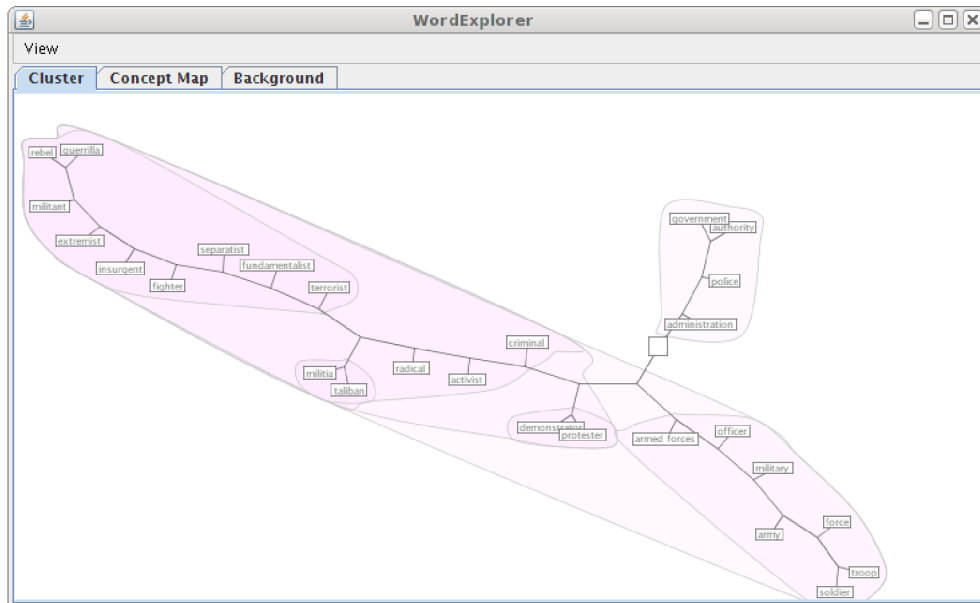 WordExplorer
View
Cluster
Concept Map
Background
rebel
guerrilla
militant
extremist
insurgent
fighter
separatist
fundamentalist
terrorist
militia
taliban
radical
activist
criminal
demonstrator
protester
government
authority
police
administration
armed forces
officer
military
army
force
troop
soldier